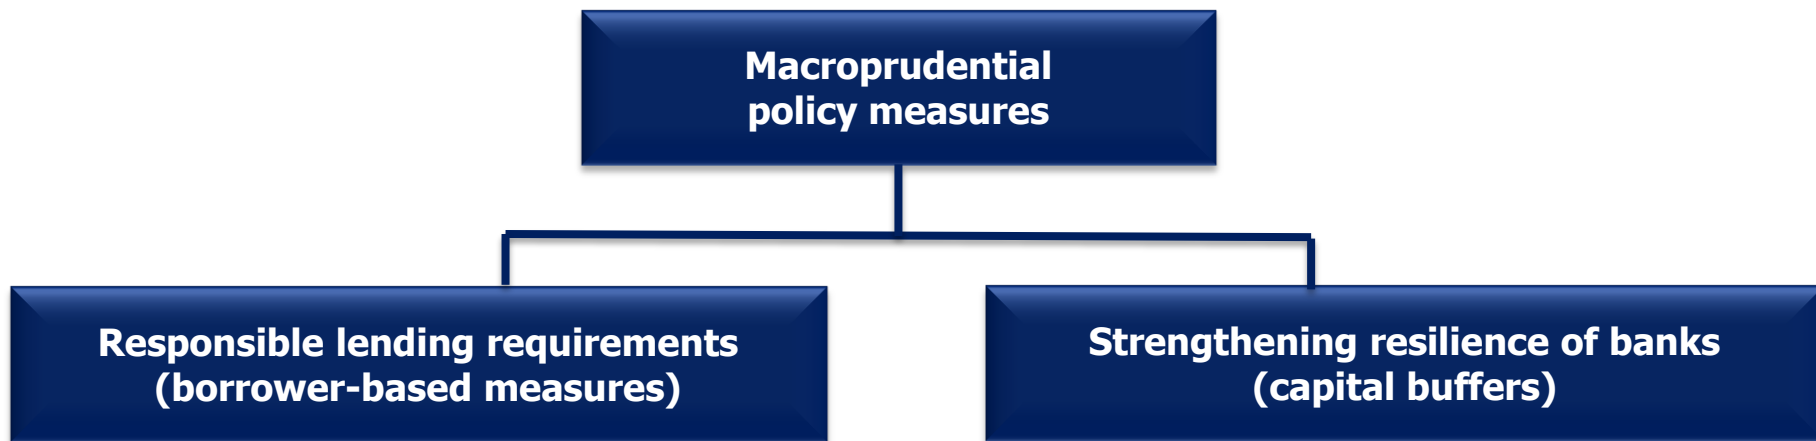 Macroprudential
policy measures
Responsible lending requirements
(borrower-based measures)
Strengthening resilience of banks
(capital buffers)